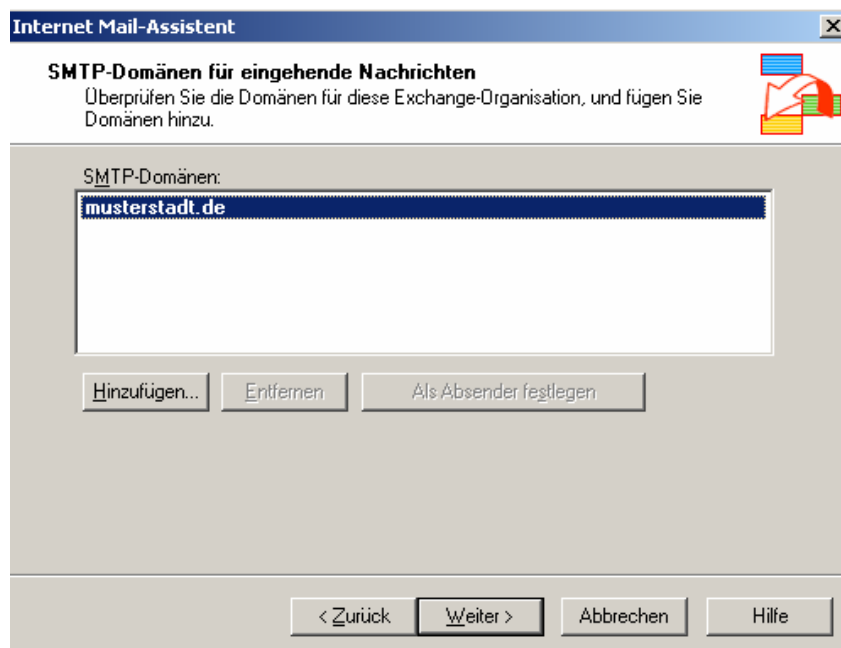 Internet Mail-Assistent
SMTP-Domänen für eingehende Nachrichten
Überprüfen Sie die Domänen für diese Exchange-Organisation, und fügen Sie
Domänen hinzu.
SMTP-Domänen:
musterstadt.de
Hinzufügen...
Entfernen
Als Absender festlegen
< Zurück
Weiter >
Abbrechen
Hilfe